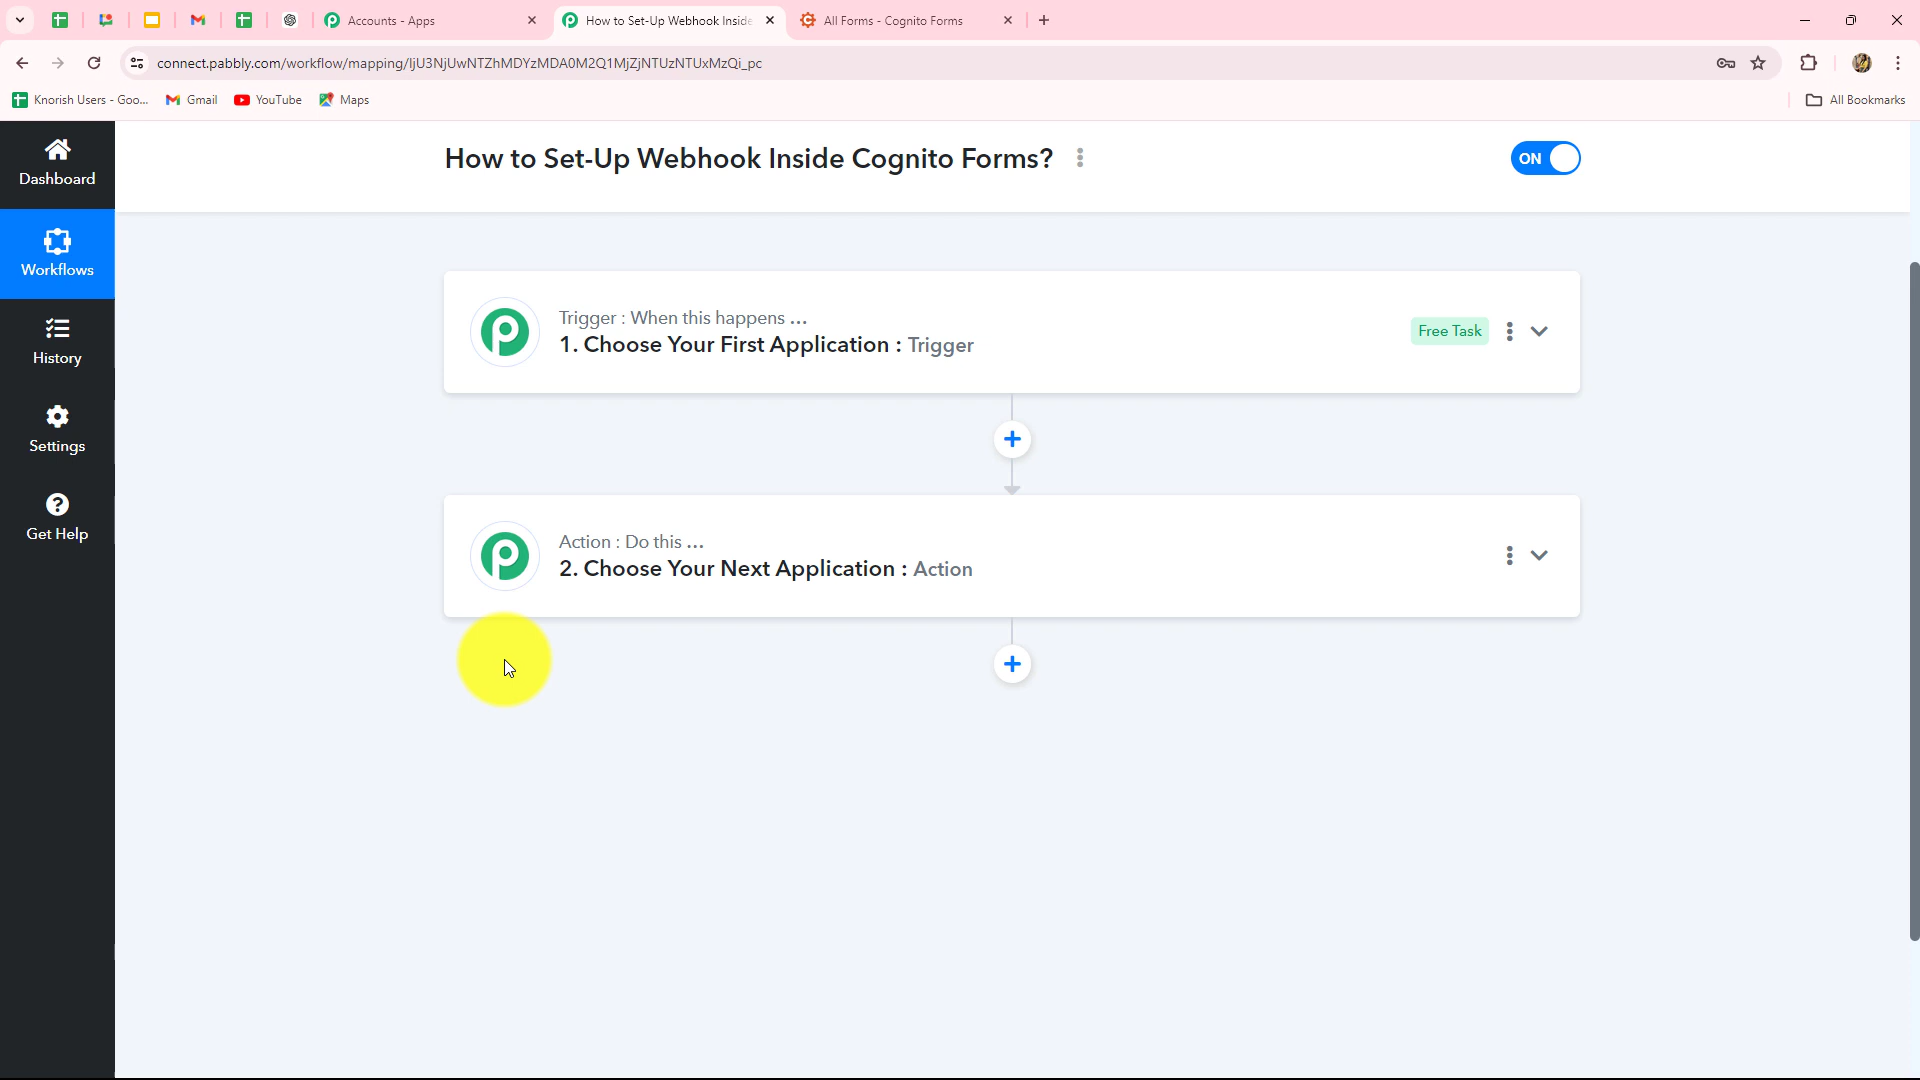 Accounts - Apps
How to Set-Up Webhook Inside
All Forms - Cognito Forms
connect.pabbly.com/workflow/mapping/IjU3NjUwNTZhMDYzMDA0M2Q1MjZjNTUzNTUxMzQi_pc
Knorish Users - Goo...
Gmail
YouTube
Maps
All Bookmarks
Dashboard
Workflows
History
Settings
Get Help
How to Set-Up Webhook Inside Cognito Forms?
ON
Trigger : When this happens ...
1. Choose Your First Application : Trigger
Free Task
Action : Do this ...
2. Choose Your Next Application : Action